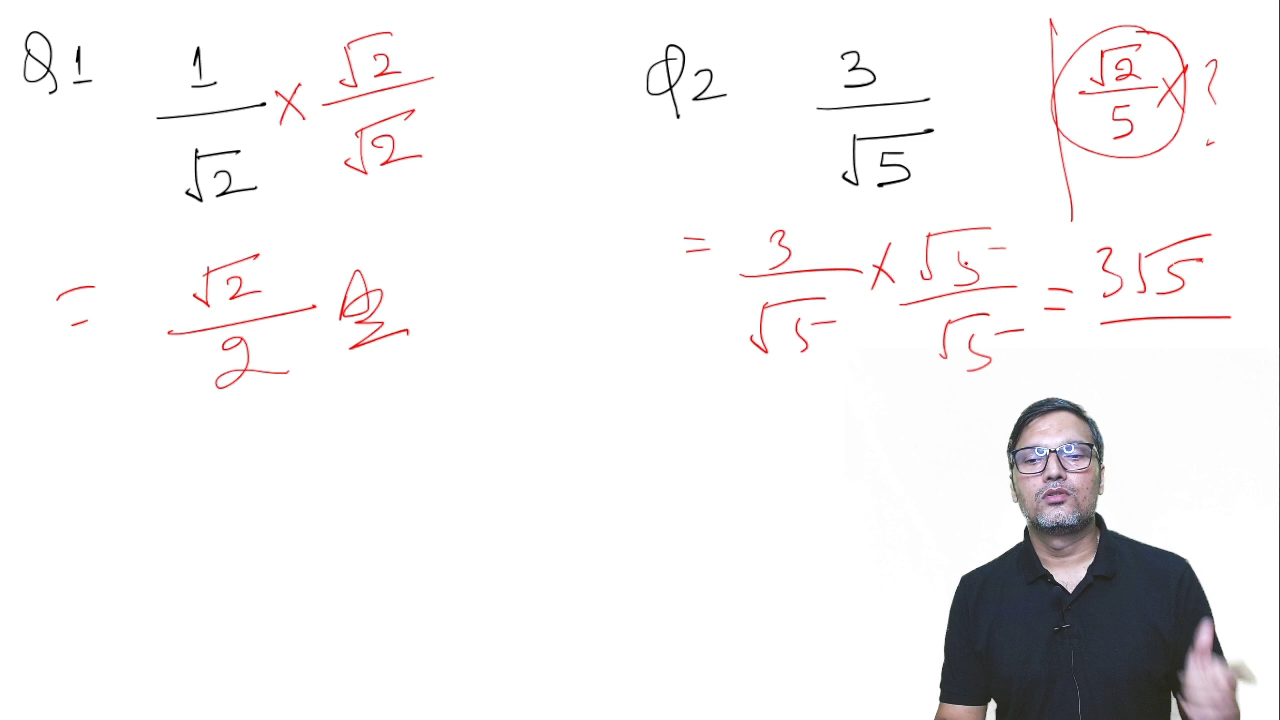 Q1 1/√2 × √2/√2
= √2/2 A
Q2 3/√5
√2/5 × ?
= 3/√5 × √5/√5 = 3√5